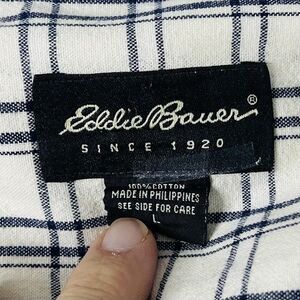 Eddie Bauer®
SINCE 1920
100% COTTON
MADE IN PHILIPPINES
SEE SIDE FOR CARE
L